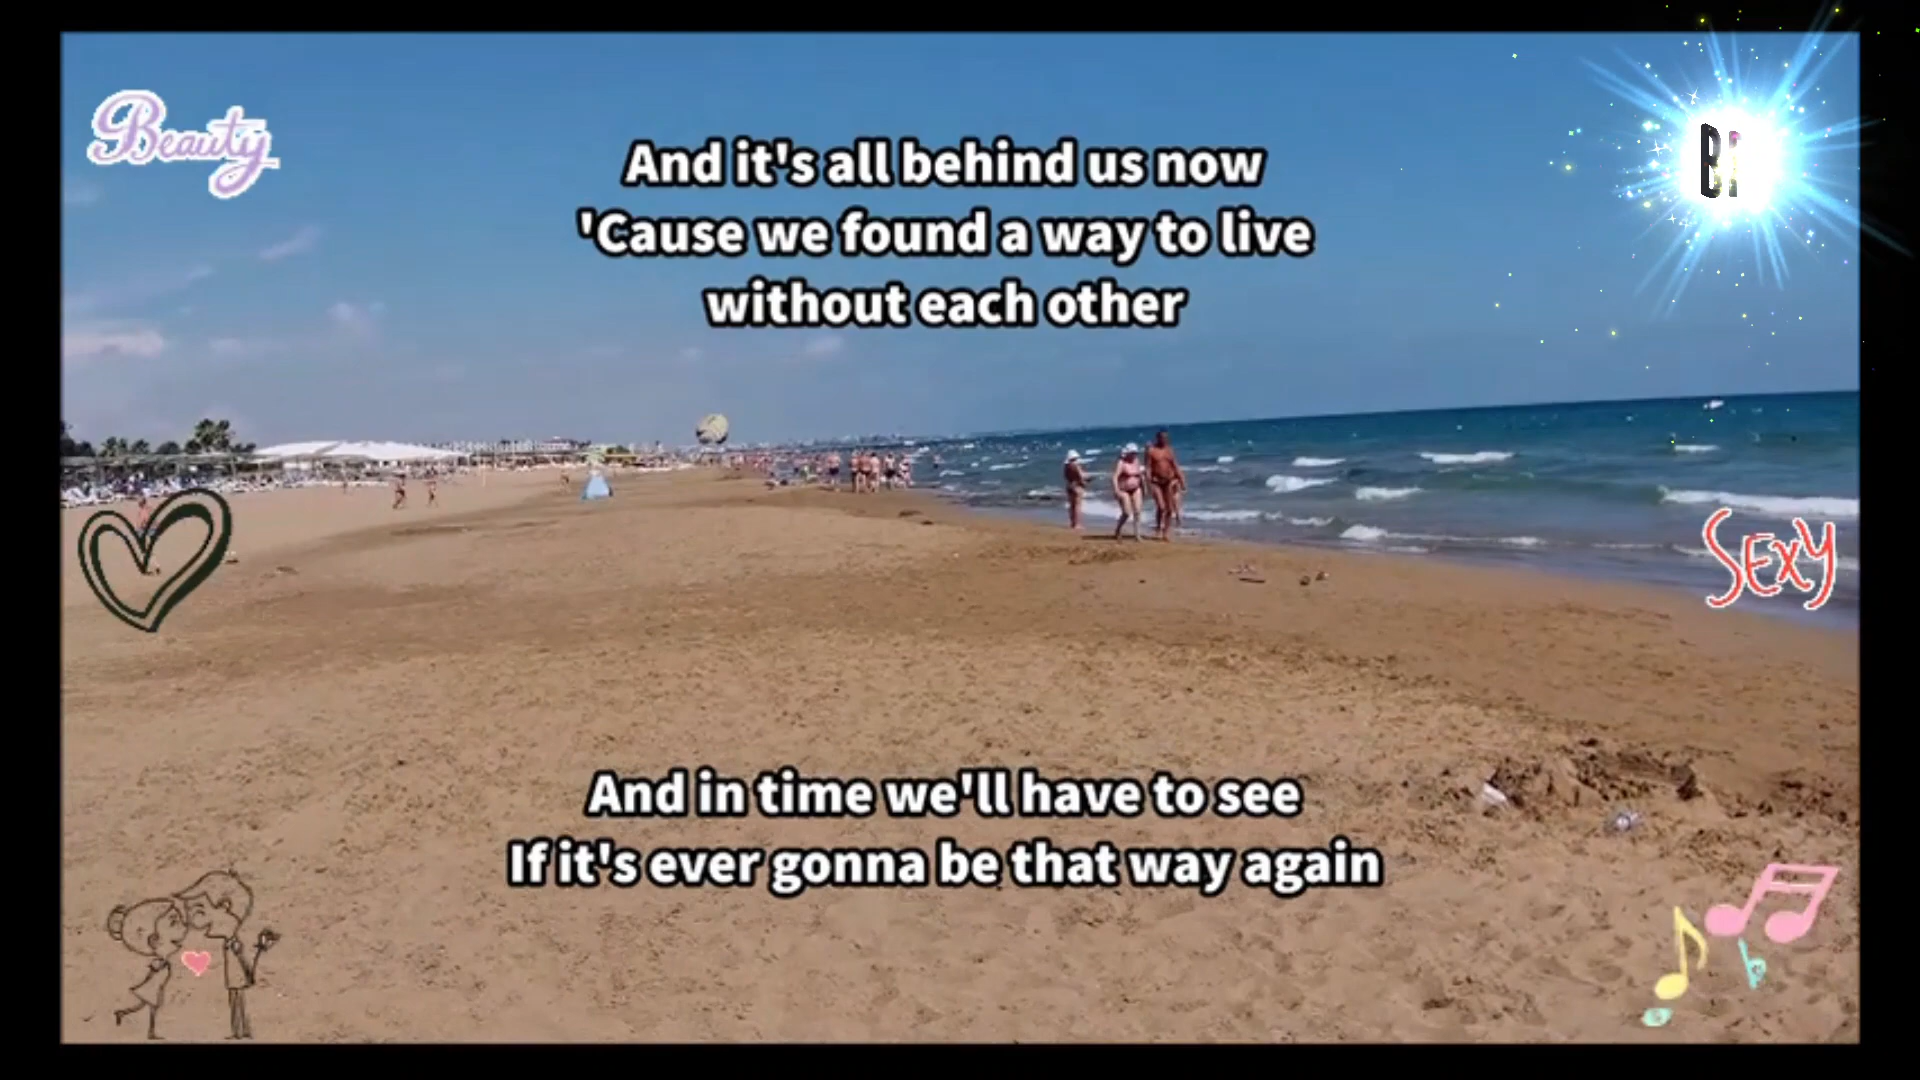 Beauty
And it's all behind us now
'Cause we found a way to live
without each other
SEXY
And in time we'll have to see
If it's ever gonna be that way again